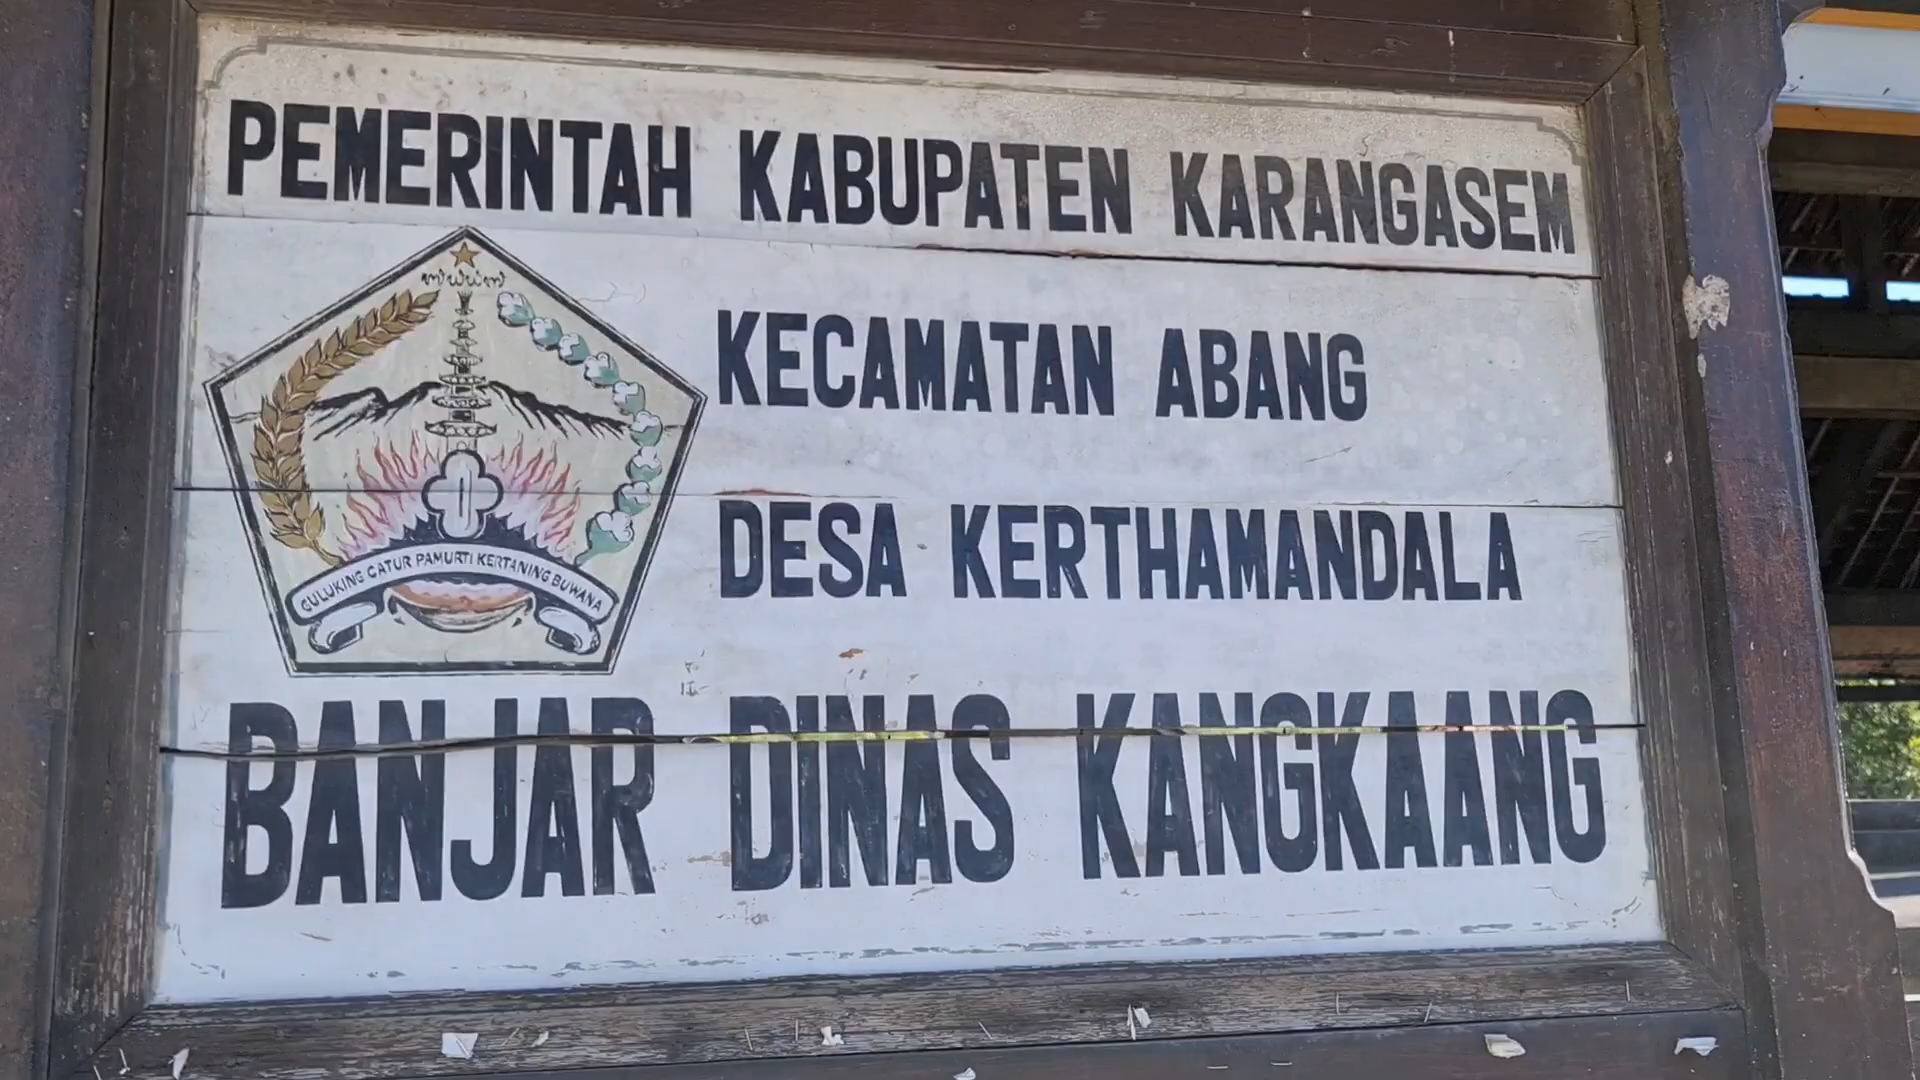 PEMERINTAH KABUPATEN KARANGASEM
KECAMATAN ABANG
DESA KERTHAMANDALA
GULUKING CATUR PAMURTI KERTANING BUWANA
BANJAR DINAS KANGKAANG